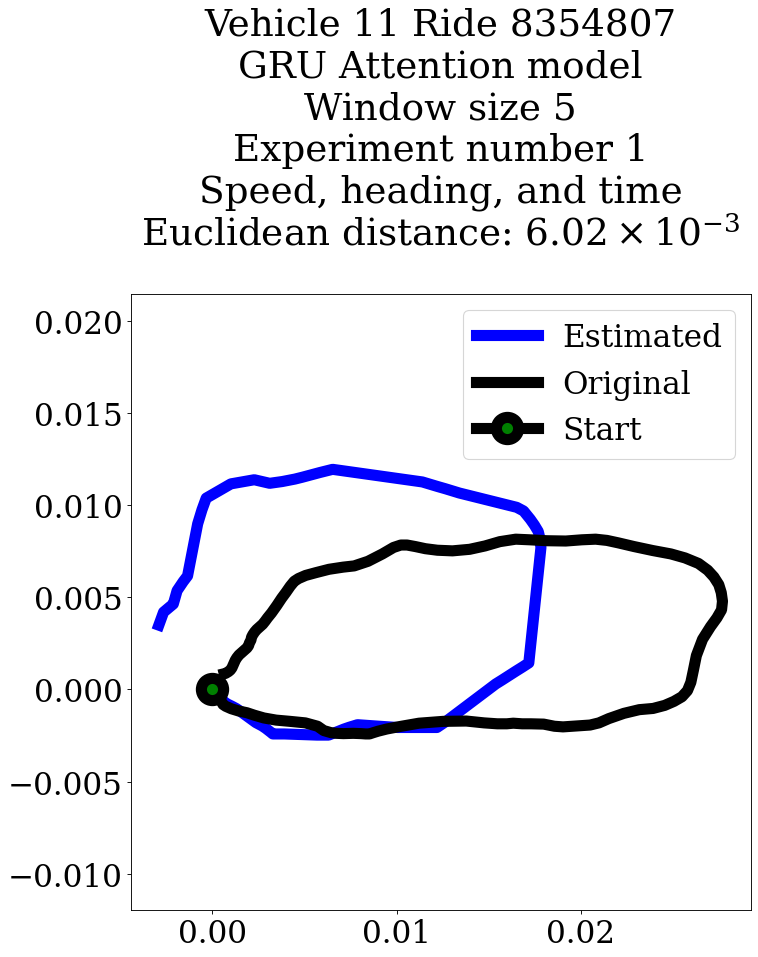 Vehicle 11 Ride 8354807
GRU Attention model
Window size 5
Experiment number 1
Speed, heading, and time
Euclidean distance: 6.02 × 10⁻³
Estimated
Original
Start
0.020
0.015
0.010
0.005
0.000
−0.005
−0.010
0.00 0.01 0.02